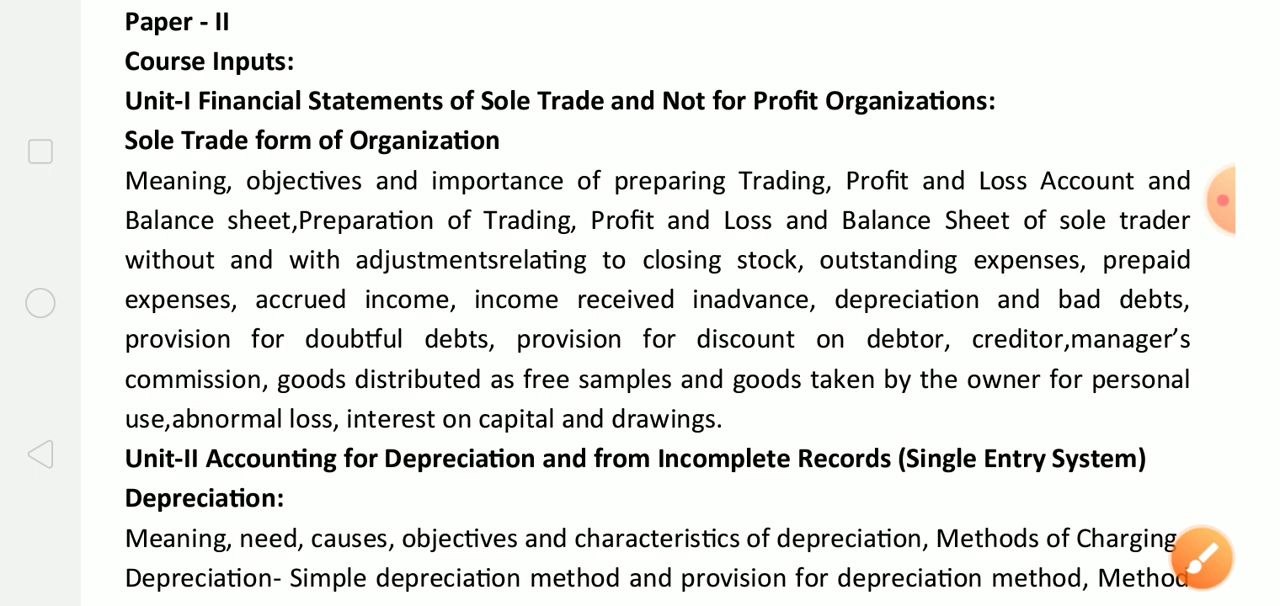 Paper - II
Course Inputs:
Unit-I Financial Statements of Sole Trade and Not for Profit Organizations:
Sole Trade form of Organization
Meaning, objectives and importance of preparing Trading, Profit and Loss Account and
Balance sheet,Preparation of Trading, Profit and Loss and Balance Sheet of sole trader
without and with adjustmentsrelating to closing stock, outstanding expenses, prepaid
expenses, accrued income, income received inadvance, depreciation and bad debts,
provision for doubtful debts, provision for discount on debtor, creditor,manager’s
commission, goods distributed as free samples and goods taken by the owner for personal
use,abnormal loss, interest on capital and drawings.
Unit-II Accounting for Depreciation and from Incomplete Records (Single Entry System)
Depreciation:
Meaning, need, causes, objectives and characteristics of depreciation, Methods of Charging
Depreciation- Simple depreciation method and provision for depreciation method, Method